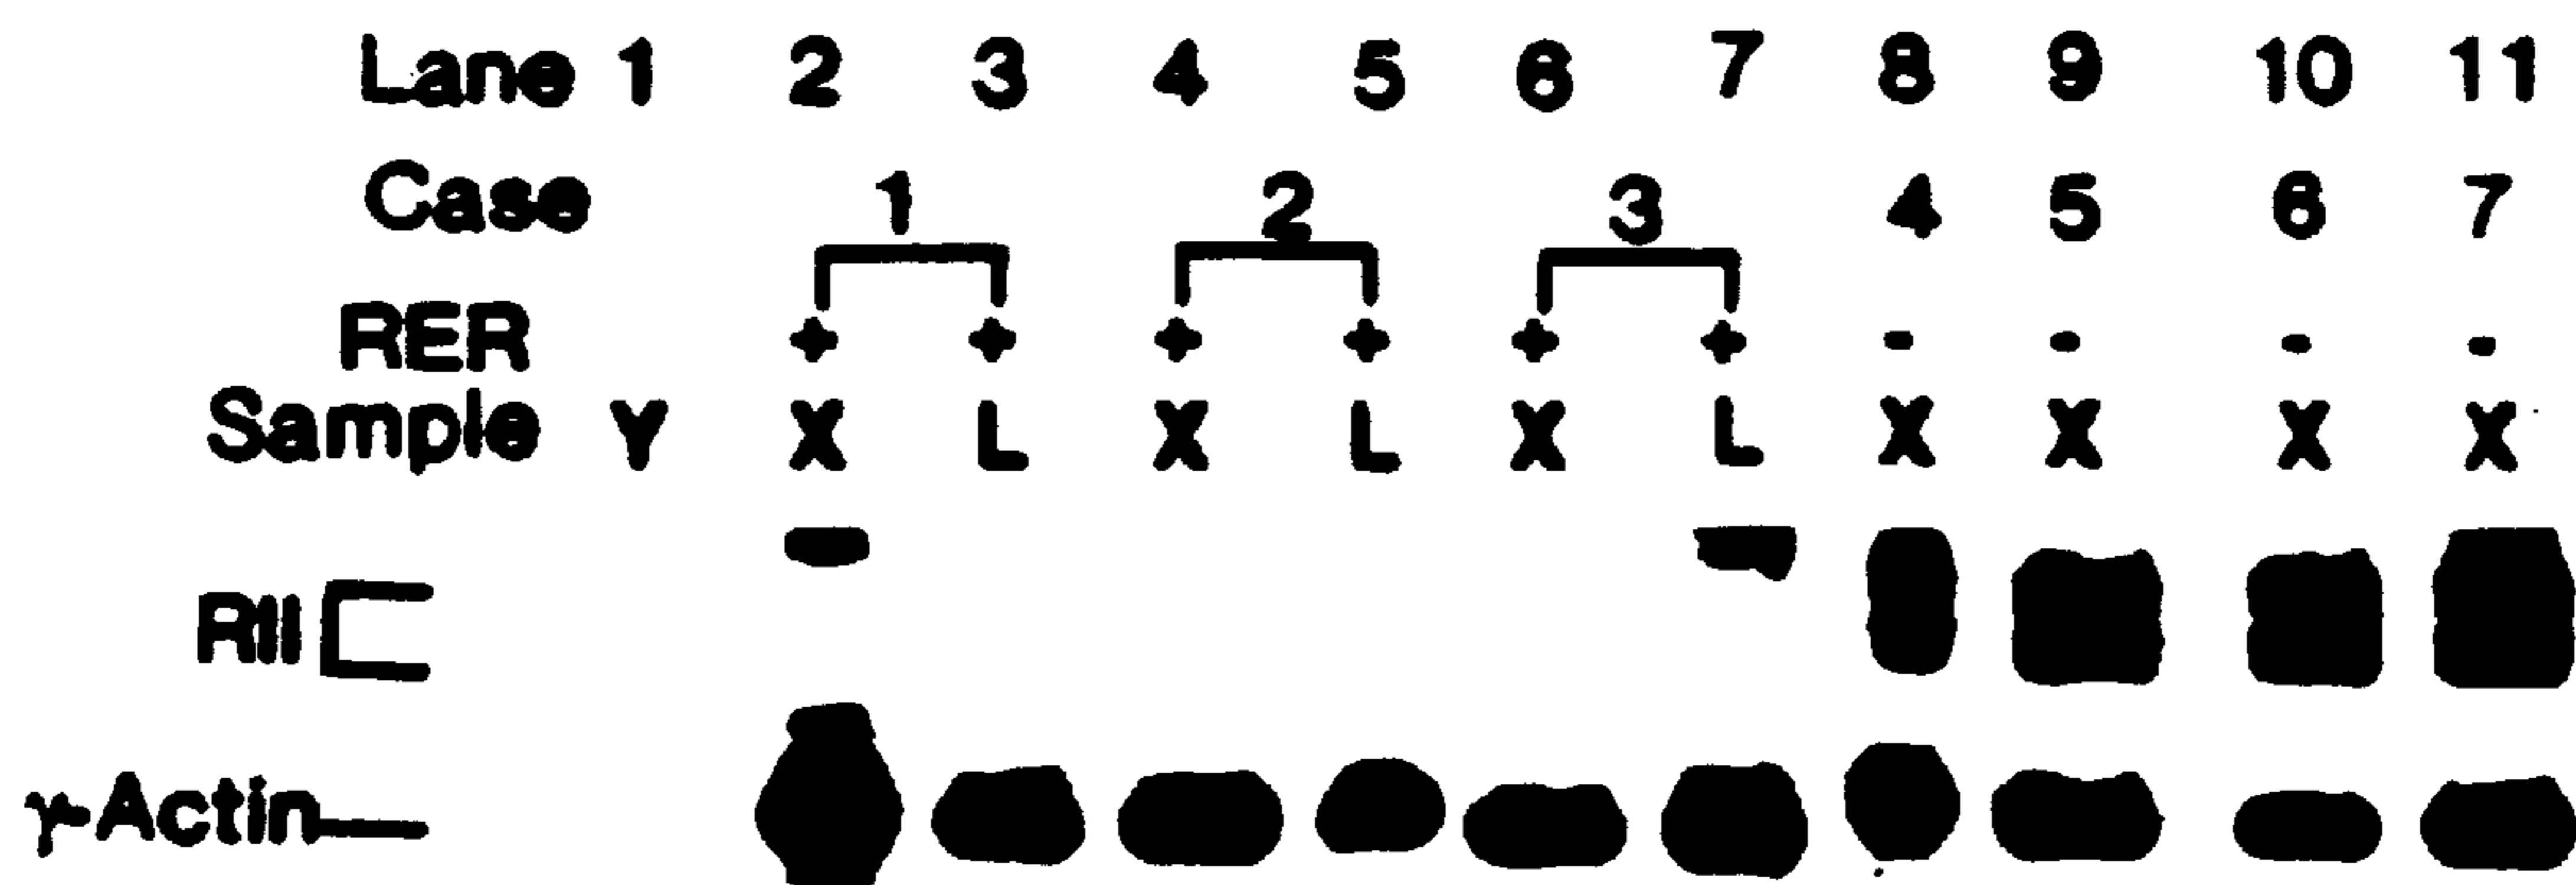 Lane 1 2 3 4 5 6 7 8 9 10 11
Case 1 2 3 4 5 6 7
RER + + + + + + - - - -
Sample Y X L X L X L X X X X
RII
γ-Actin